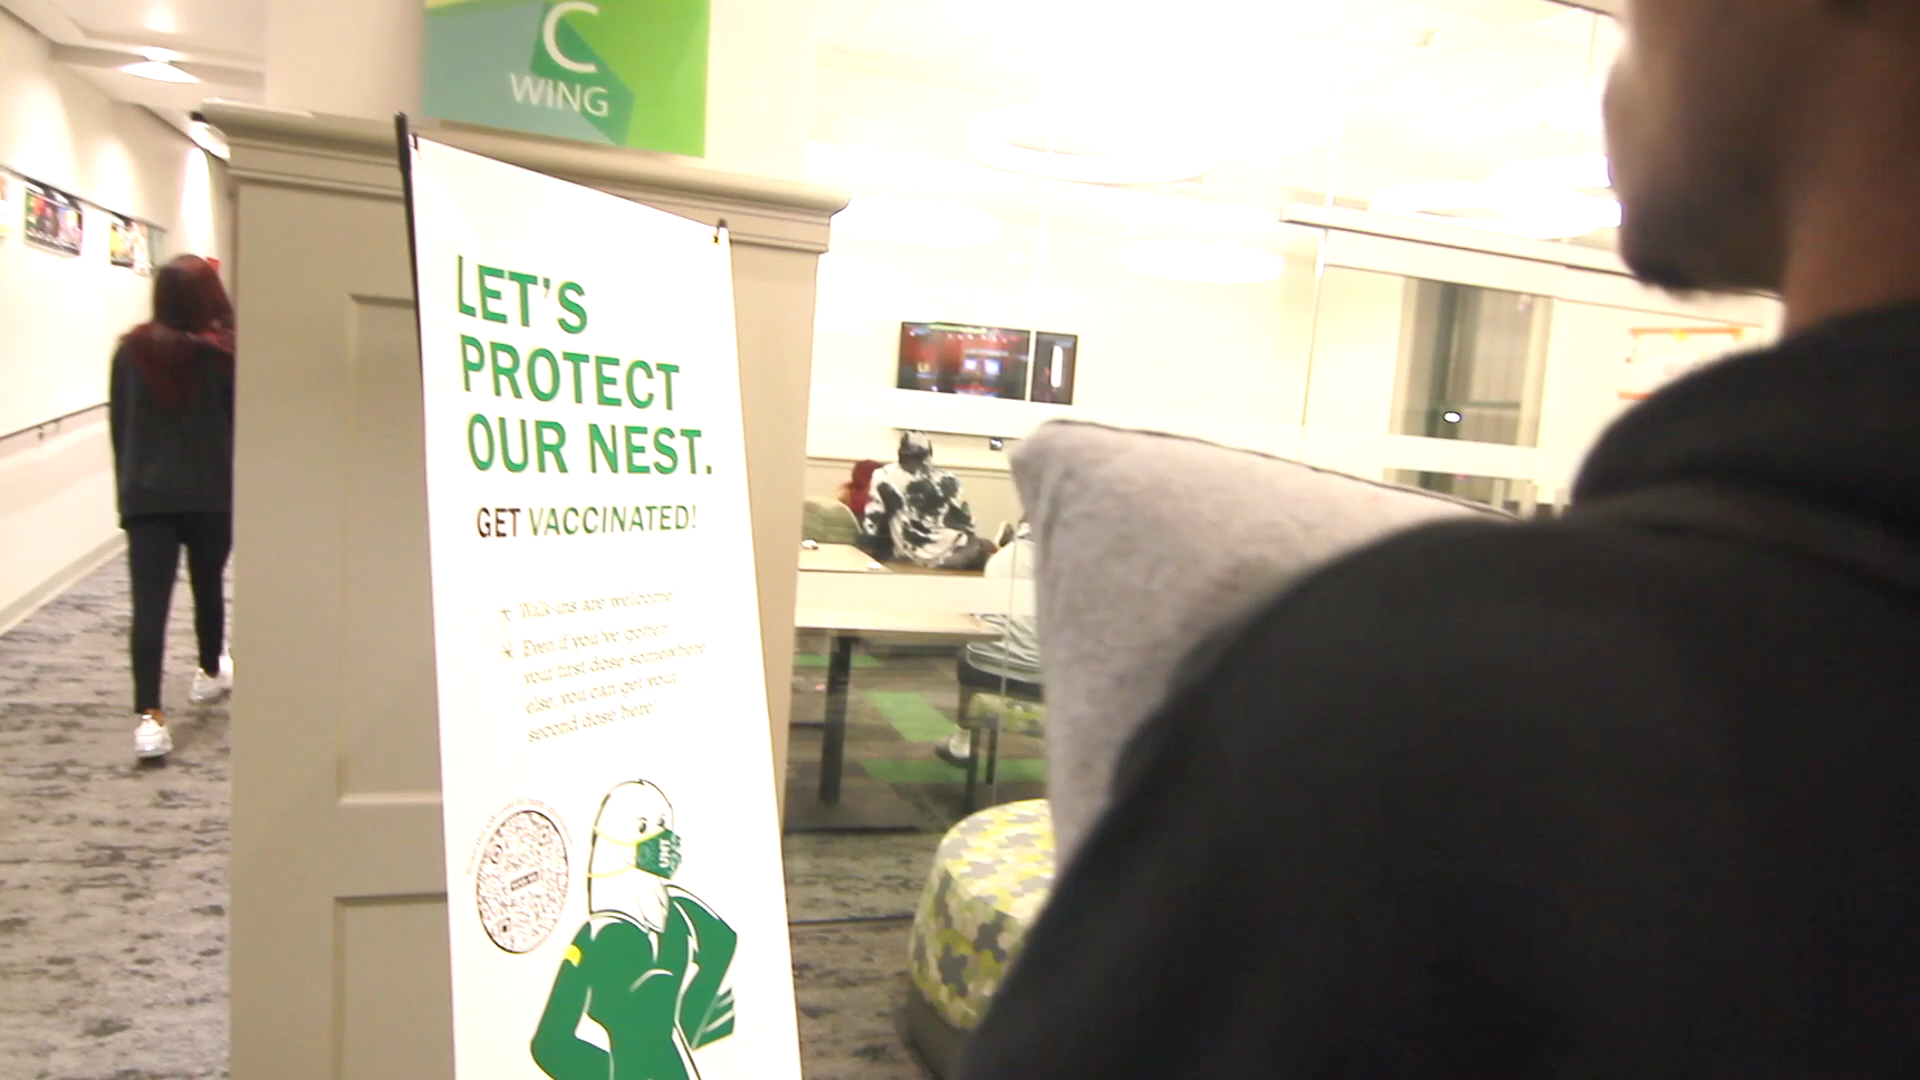 C
WING
LET'S
PROTECT
OUR NEST.
GET VACCINATED!
Walk-ins are welcome
Even if you've gotten
your first dose somewhere
else, you can get your
second dose here!
UNT